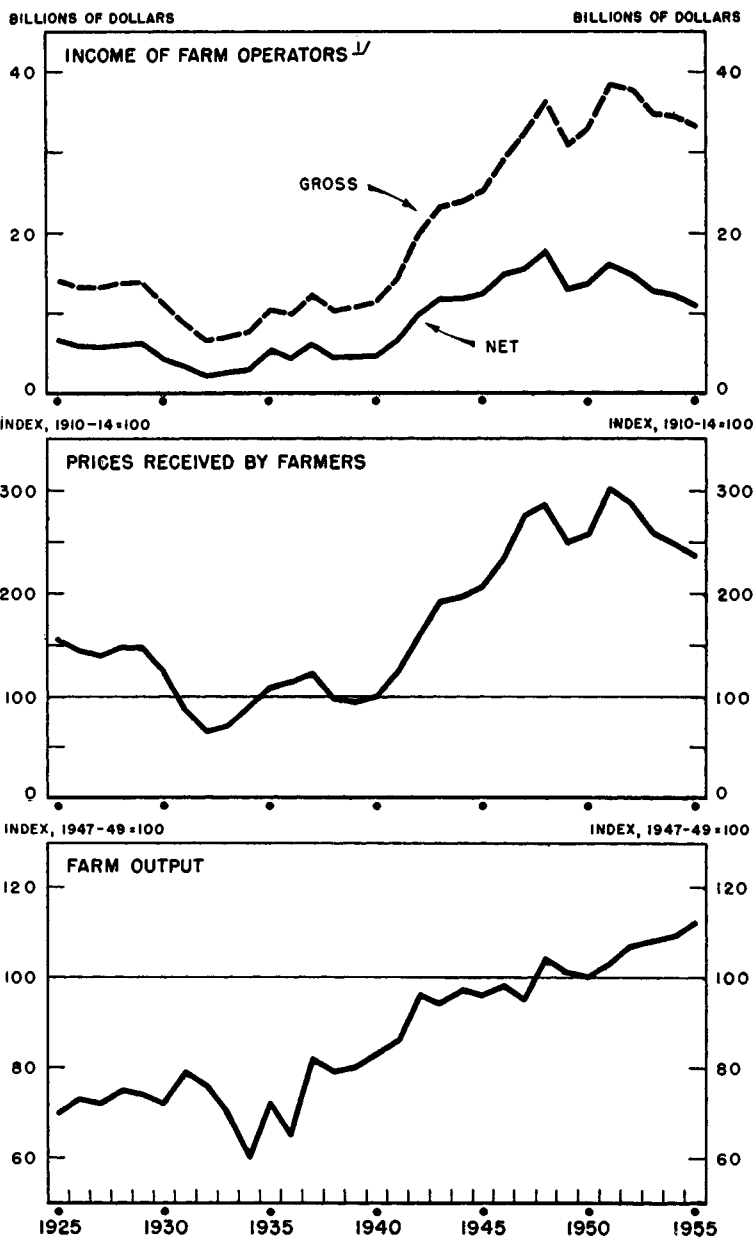 BILLIONS OF DOLLARS BILLIONS OF DOLLARS
INCOME OF FARM OPERATORS 1/
40 40
GROSS
20 20
NET
0 0
INDEX, 1910-14=100 INDEX, 1910-14=100
PRICES RECEIVED BY FARMERS
300 300
200 200
100 100
0 0
INDEX, 1947-49=100 INDEX, 1947-49=100
FARM OUTPUT
120 120
100 100
80 80
60 60
1925 1930 1935 1940 1945 1950 1955